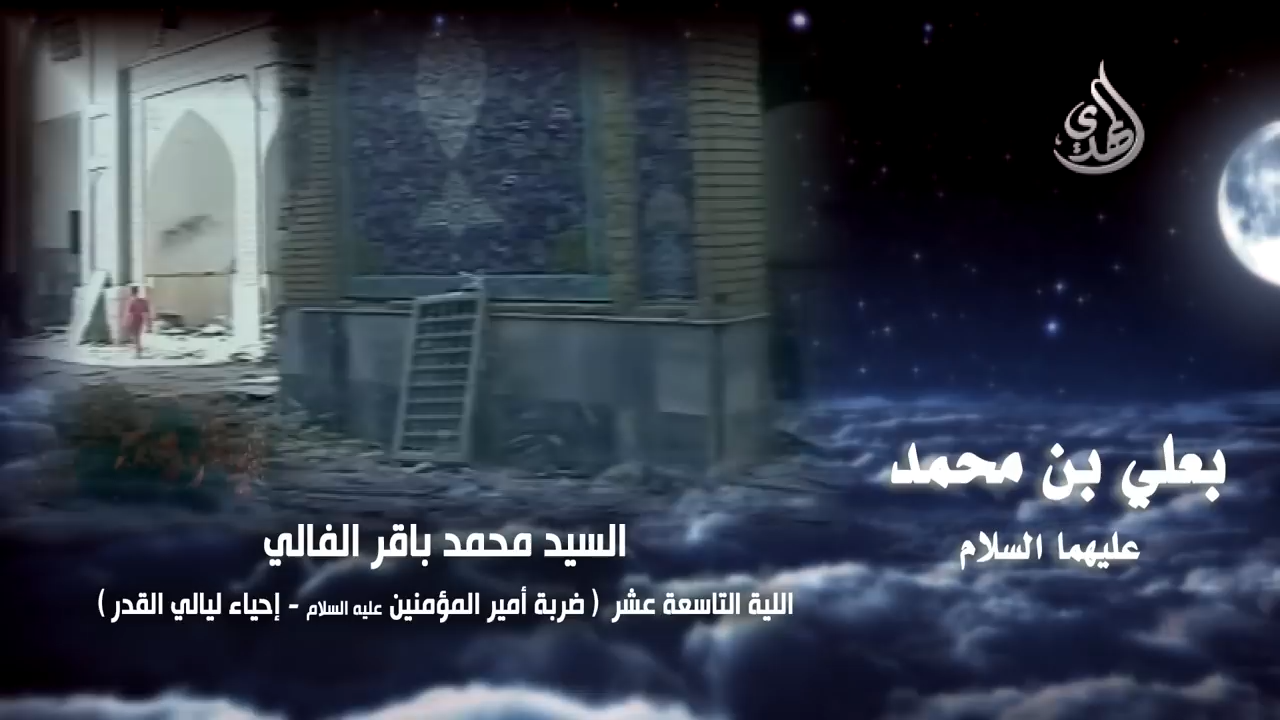 المهدي
بعلي بن محمد
عليهما السلام
السيد محمد باقر الفالي
اللية التاسعة عشر ( ضربة أمير المؤمنين عليه السلام - إحياء ليالي القدر )